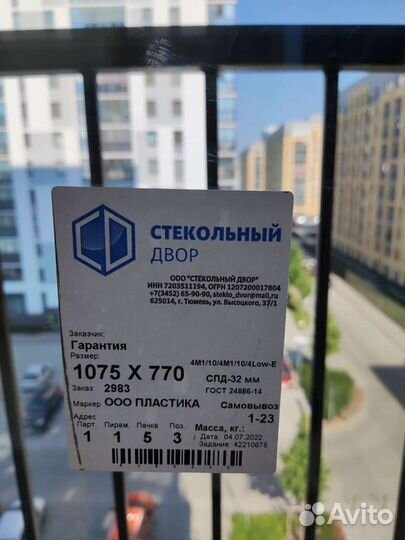 СТЕКОЛЬНЫЙ
ДВОР
ООО "СТЕКОЛЬНЫЙ ДВОР"
ИНН 7203511194, ОГРН 1207200017804
+7(3452) 65-90-90, steklo_dvor@mail.ru
625014, г. Тюмень, ул. Высоцкого, 37/1
Заказчик:
Гарантия
Размер: 4М1/10/4М1/10/4Low-E
1075 X 770 СПД-32 мм
Заказ: 2983 ГОСТ 24866-14
Маркер ООО ПЛАСТИКА Самовывоз
Адрес 1-23
Парт. Пирам. Пачка Поз. Масса, кг.:
1 1 5 3 Дата: 04.07.2022
Задание: 42210678
Avito